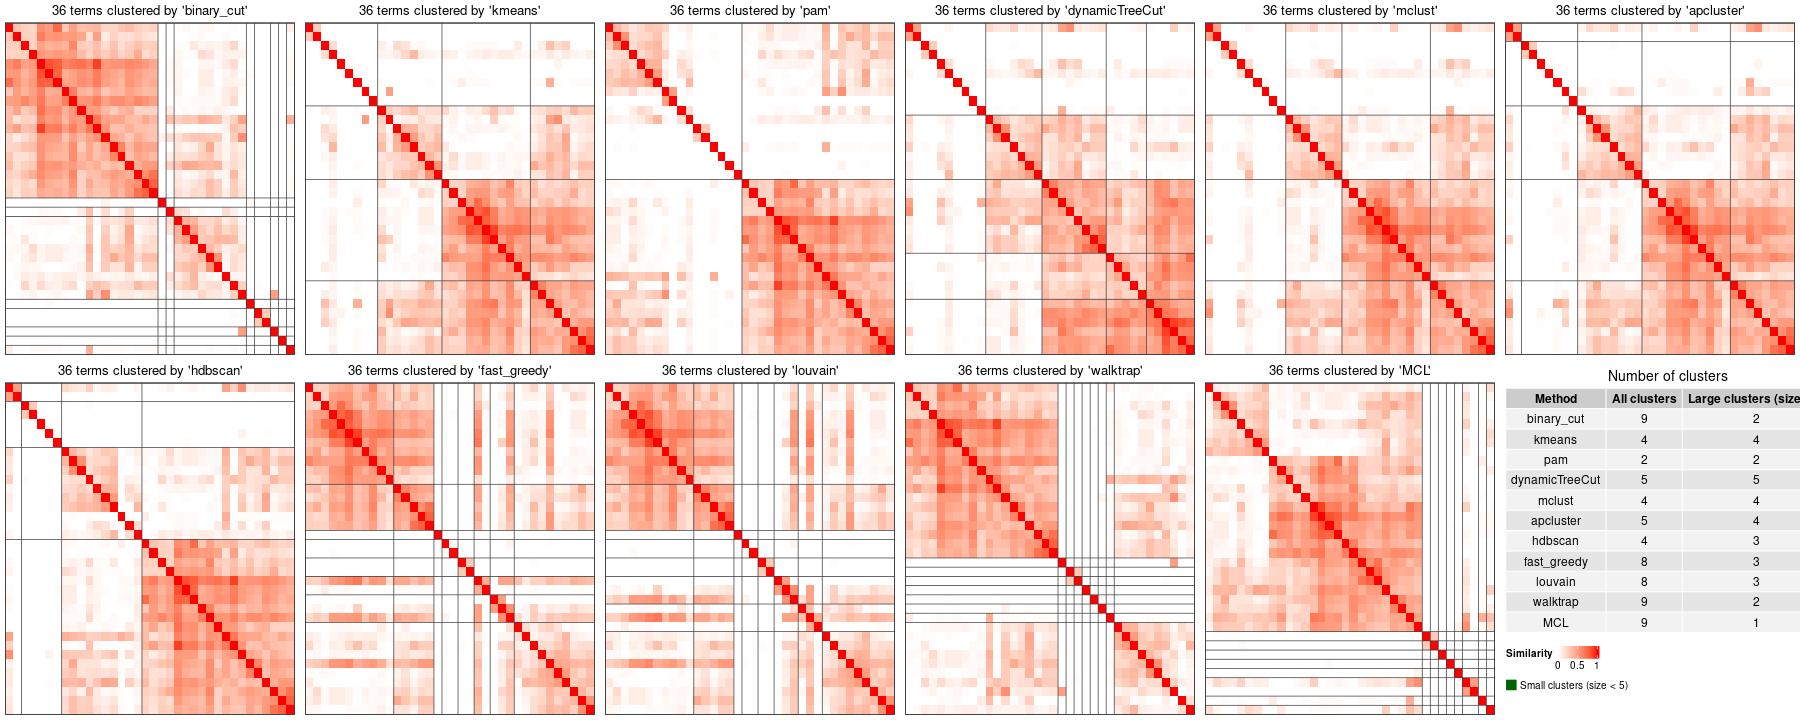 36 terms clustered by 'binary_cut'
36 terms clustered by 'kmeans'
36 terms clustered by 'pam'
36 terms clustered by 'dynamicTreeCut'
36 terms clustered by 'mclust'
36 terms clustered by 'apcluster'
36 terms clustered by 'hdbscan'
36 terms clustered by 'fast_greedy'
36 terms clustered by 'louvain'
36 terms clustered by 'walktrap'
36 terms clustered by 'MCL'
Number of clusters
Method All clusters Large clusters (size
binary_cut 9 2
kmeans 4 4
pam 2 2
dynamicTreeCut 5 5
mclust 4 4
apcluster 5 4
hdbscan 4 3
fast_greedy 8 3
louvain 8 3
walktrap 9 2
MCL 9 1
Similarity
0 0.5 1
Small clusters (size < 5)